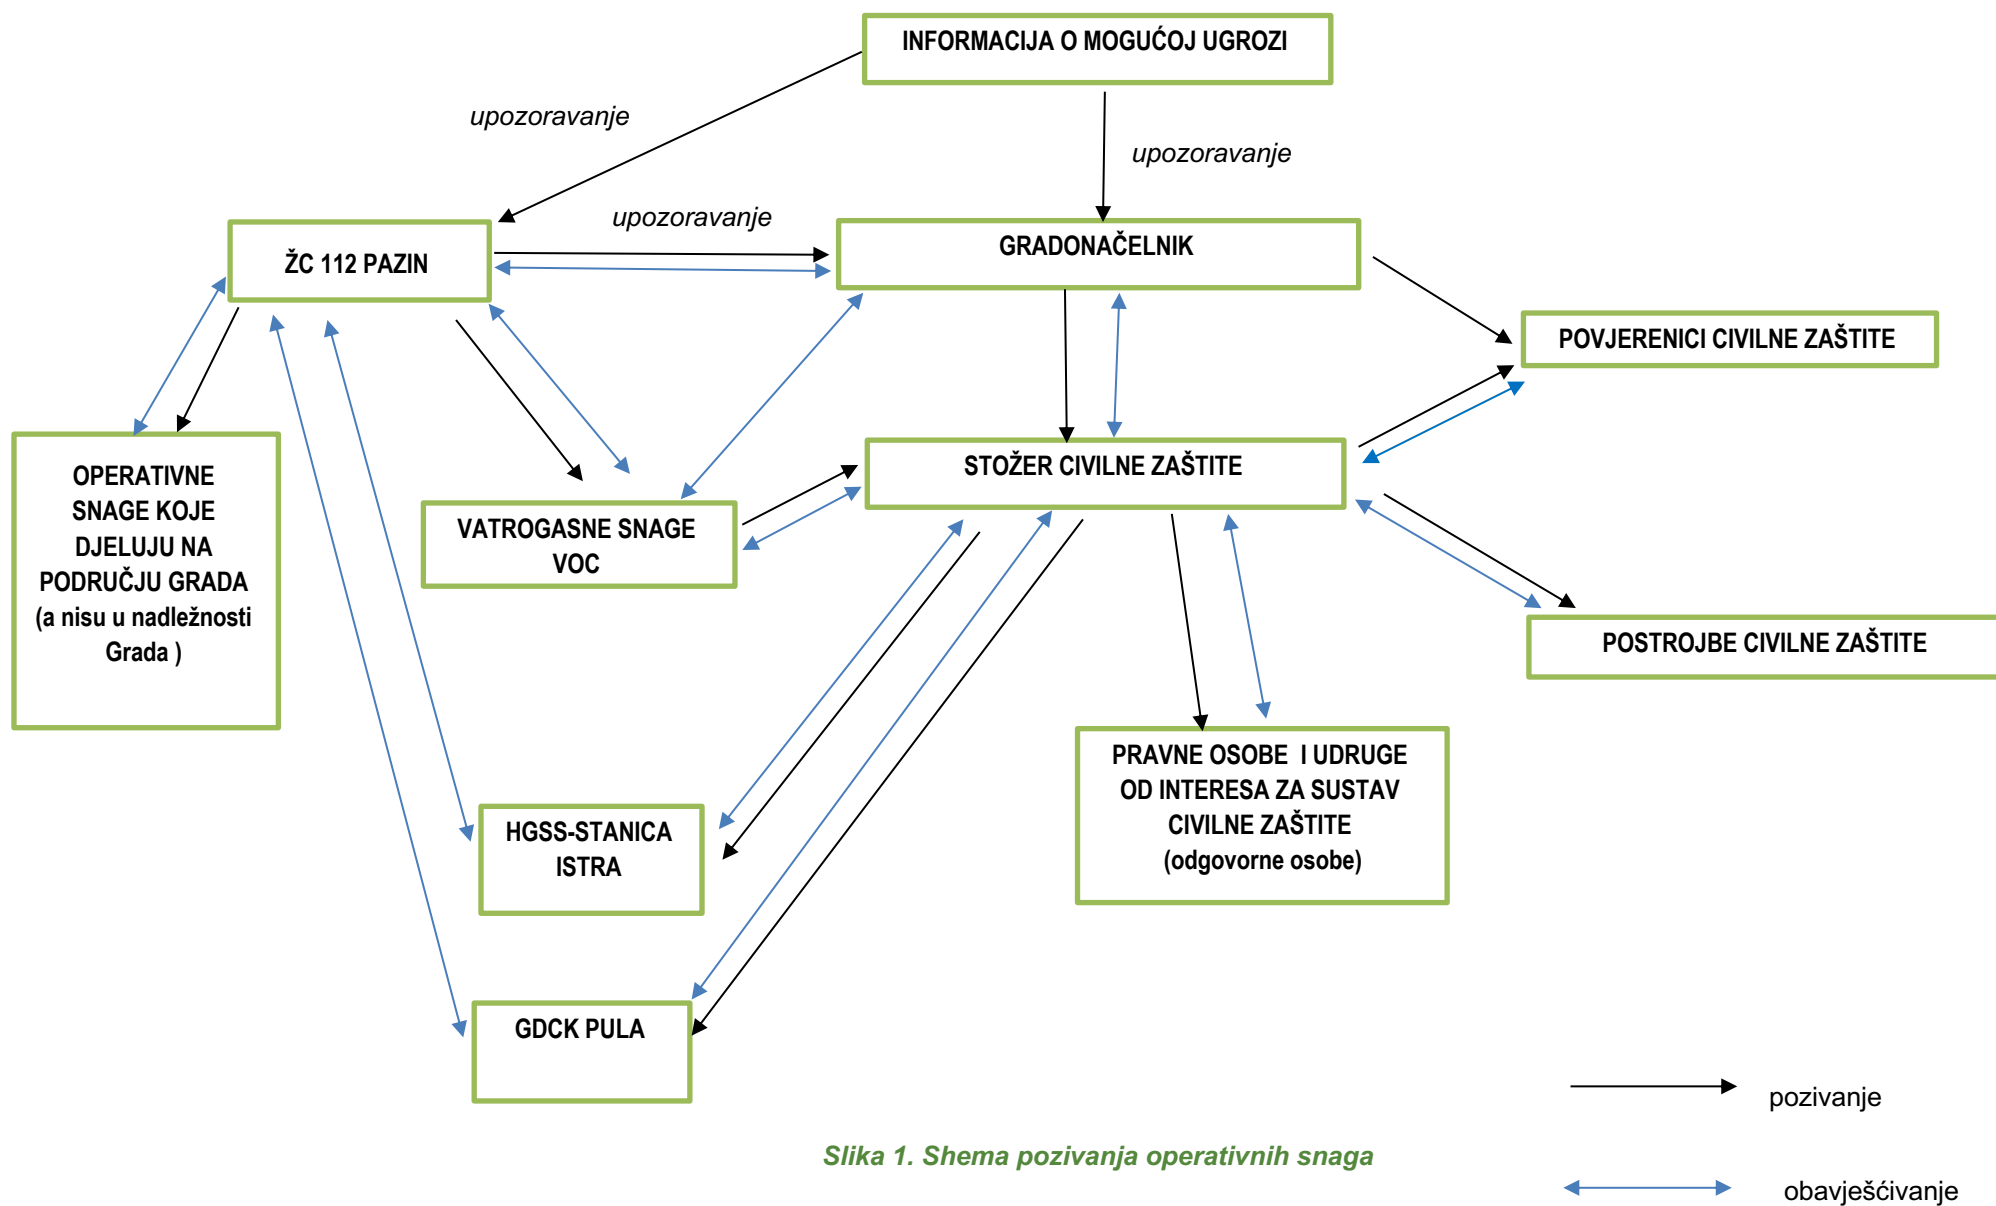 INFORMACIJA O MOGUĆOJ UGROZI
upozoravanje
upozoravanje
upozoravanje
ŽC 112 PAZIN
GRADONAČELNIK
POVJERENICI CIVILNE ZAŠTITE
OPERATIVNE
SNAGE KOJE
DJELUJU NA
PODRUČJU GRADA
(a nisu u nadležnosti
Grada )
STOŽER CIVILNE ZAŠTITE
VATROGASNE SNAGE
VOC
POSTROJBE CIVILNE ZAŠTITE
PRAVNE OSOBE  I UDRUGE
OD INTERESA ZA SUSTAV
CIVILNE ZAŠTITE
(odgovorne osobe)
HGSS-STANICA
ISTRA
GDCK PULA
pozivanje
Slika 1. Shema pozivanja operativnih snaga
obavješćivanje